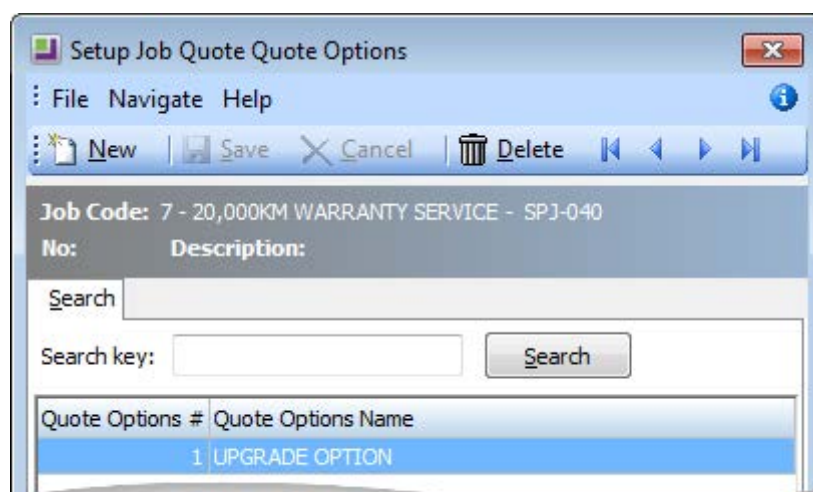 Setup Job Quote Quote Options
File Navigate Help
New Save Cancel Delete
Job Code: 7 - 20,000KM WARRANTY SERVICE - SPJ-040
No: Description:
Search
Search key: Search
Quote Options # Quote Options Name
1 UPGRADE OPTION